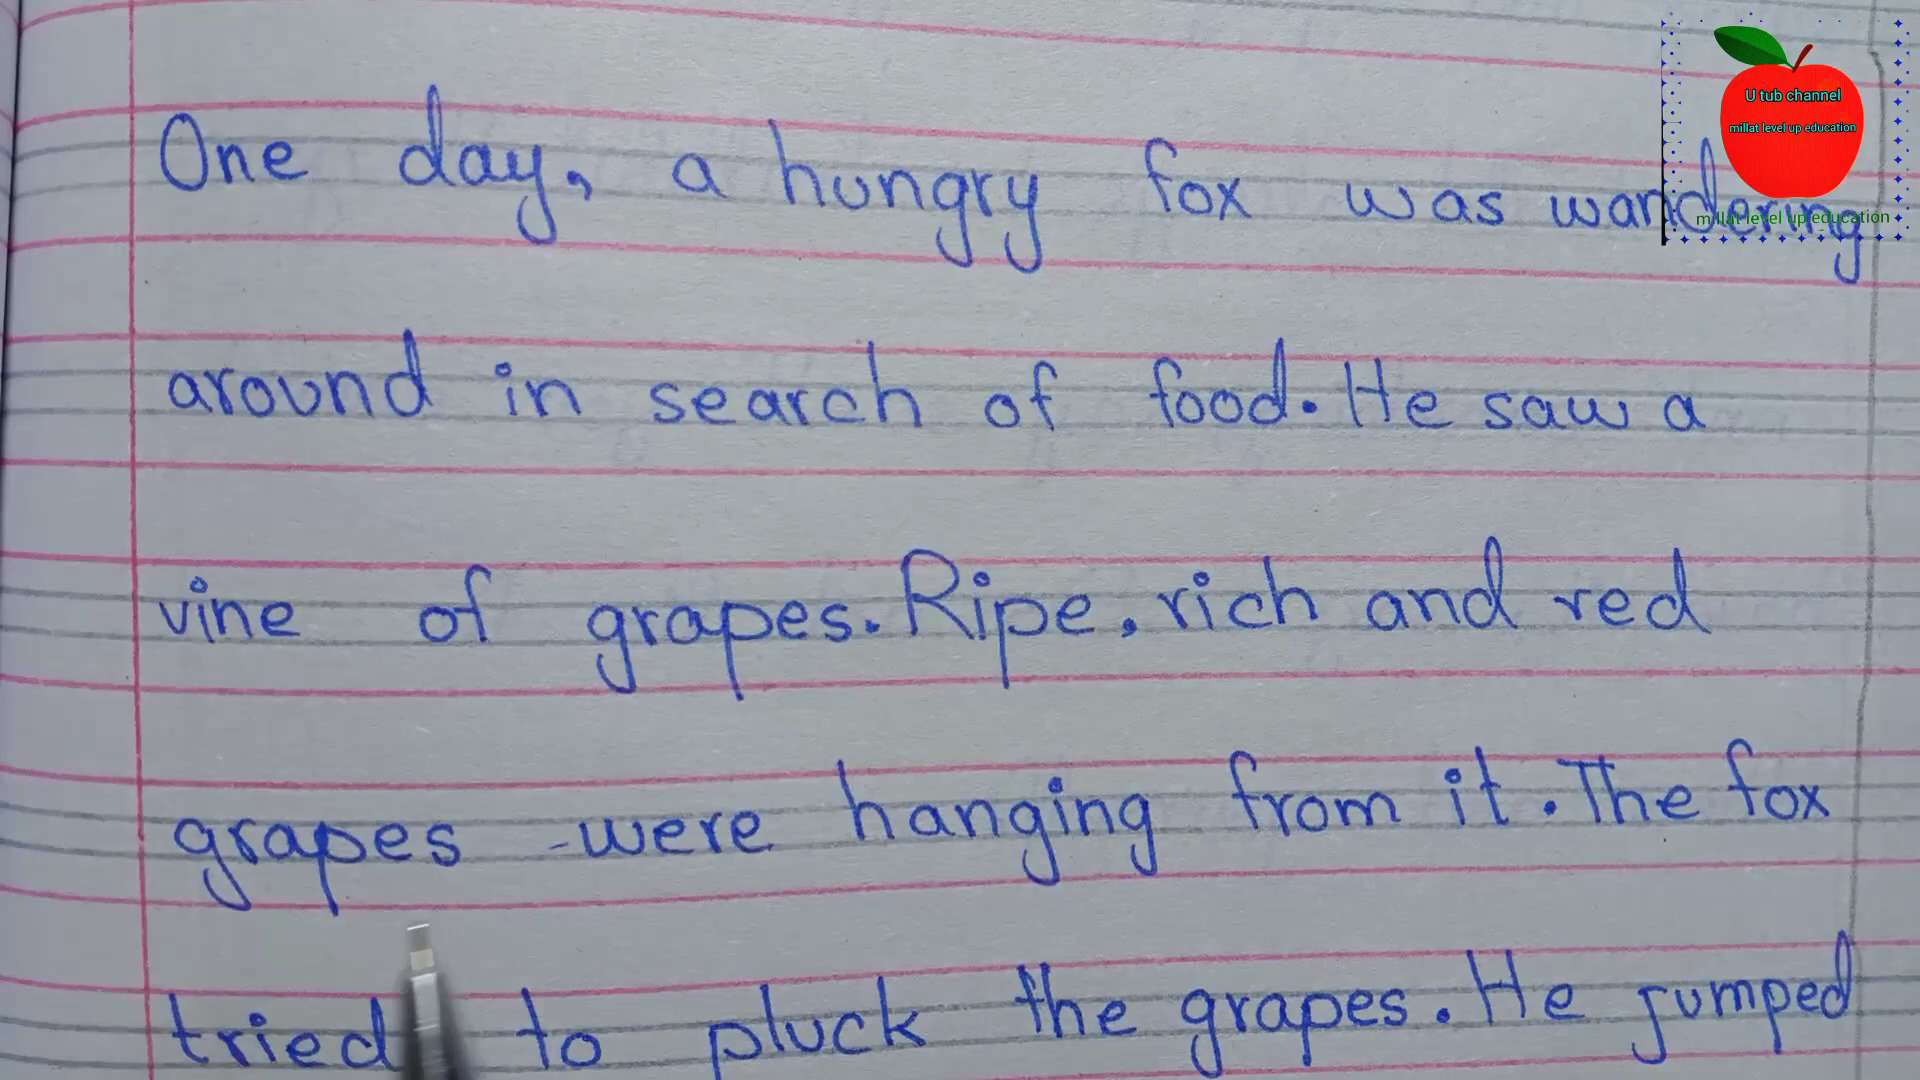 U tub channel
millat level up education
millat level up education
One day, a hungry fox was wandering
around in search of food. He saw a
vine of grapes. Ripe, rich and red
grapes were hanging from it. The fox
tried to pluck the grapes. He jumped